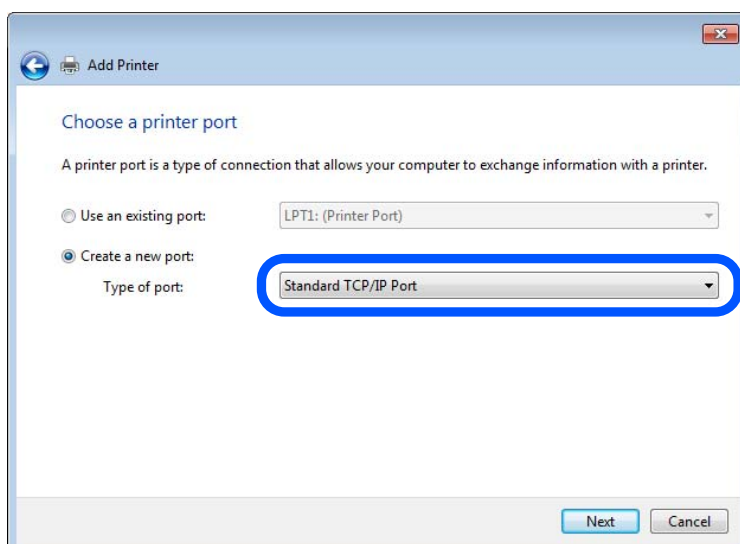 Add Printer
Choose a printer port
A printer port is a type of connection that allows your computer to exchange information with a printer.
Use an existing port: LPT1: (Printer Port)
Create a new port:
Type of port: Standard TCP/IP Port
Next Cancel